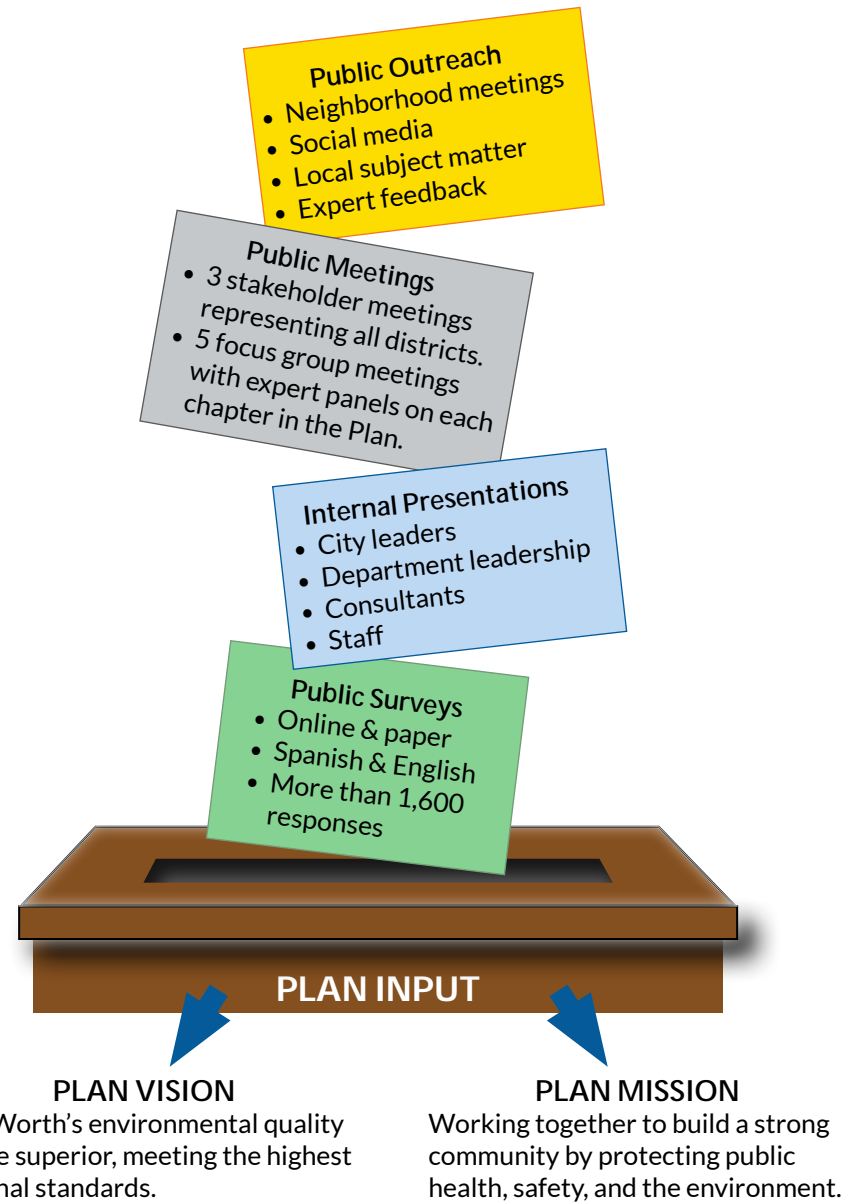 Public Outreach
• Neighborhood meetings
• Social media
• Local subject matter
• Expert feedback
Public Meetings
• 3 stakeholder meetings
representing all districts.
• 5 focus group meetings
with expert panels on each
chapter in the Plan.
Internal Presentations
• City leaders
• Department leadership
• Consultants
• Staff
Public Surveys
• Online & paper
• Spanish & English
• More than 1,600
responses
PLAN INPUT
PLAN VISION
Worth's environmental quality
superior, meeting the highest
standards.
PLAN MISSION
Working together to build a strong
community by protecting public
health, safety, and the environment.